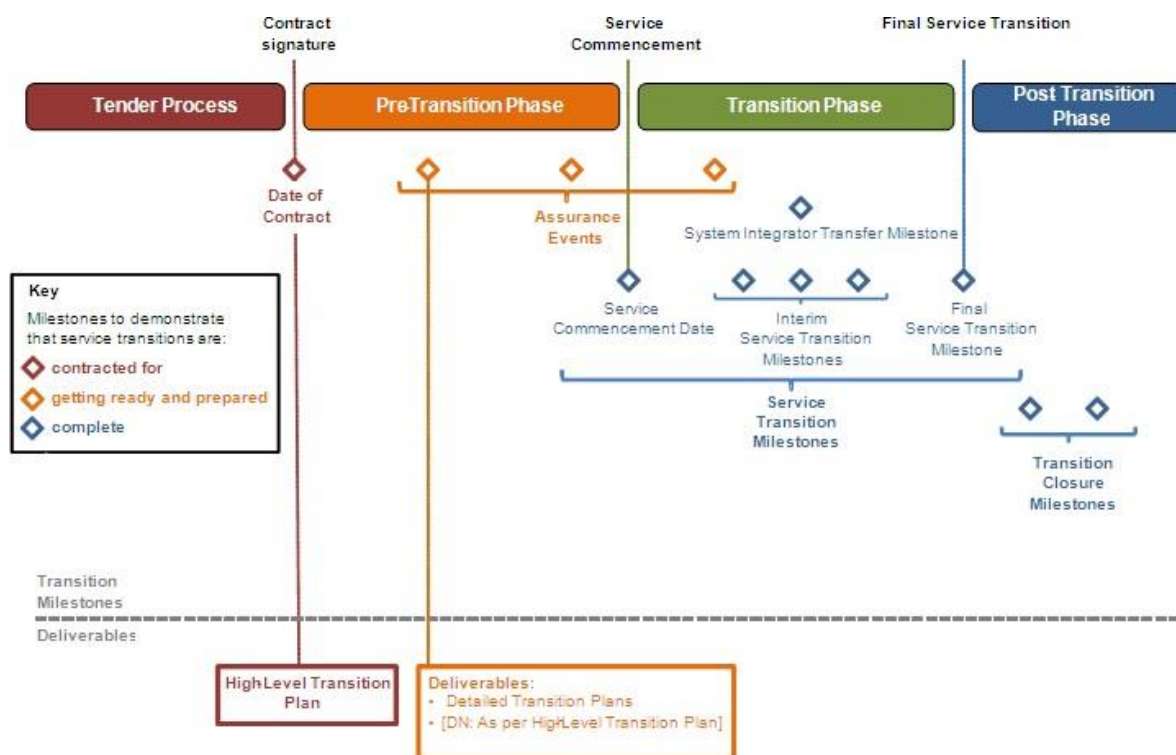 Contract
signature
Service
Commencement
Final Service Transition
Tender Process
PreTransition Phase
Transition Phase
Post Transition
Phase
Date of
Contract
Assurance
Events
System Integrator Transfer Milestone
Service
Commencement Date
Interim
Service Transition
Milestones
Final
Service Transition
Milestone
Key
Milestones to demonstrate
that service transitions are:
contracted for
getting ready and prepared
complete
Service
Transition
Milestones
Transition
Closure
Milestones
Transition
Milestones
Deliverables
High-Level Transition
Plan
Deliverables:
• Detailed Transition Plans
• [DN: As per High-Level Transition Plan]